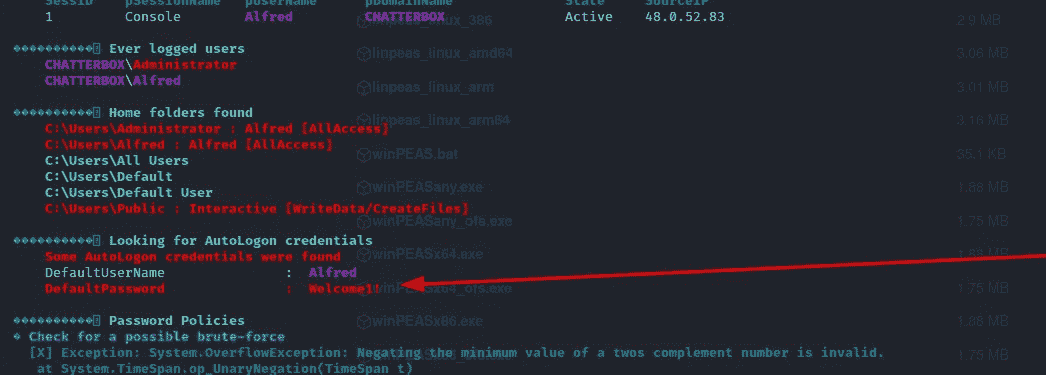 SessID pSessionName pUserName pDomainName State SourceIP
1 Console Alfred CHATTERBOX Active 48.0.52.83
linpeas_linux_386 2.9 MB
Ever logged users
linpeas_linux_amd64 3.06 MB
CHATTERBOX\Administrator
CHATTERBOX\Alfred
linpeas_linux_arm 3.01 MB
Home folders found
linpeas_linux_arm64 3.16 MB
C:\Users\Administrator : Alfred [AllAccess]
C:\Users\Alfred : Alfred [AllAccess]
winPEAS.bat 35.1 KB
C:\Users\All Users
C:\Users\Default
winPEASany.exe 1.88 MB
C:\Users\Default User
C:\Users\Public : Interactive [WriteData/CreateFiles]
winPEASany_ofs.exe 1.75 MB
Looking for AutoLogon credentials
Some AutoLogon credentials were found
winPEASx64.exe 1.88 MB
DefaultUserName : Alfred
DefaultPassword : Welcome1!
winPEASx64_ofs.exe 1.75 MB
Password Policies
winPEASx86.exe 1.88 MB
Check for a possible brute-force
[X] Exception: System.OverflowException: Negating the minimum value of a twos complement number is invalid.
1.75 MB
at System.TimeSpan.op_UnaryNegation(TimeSpan t)